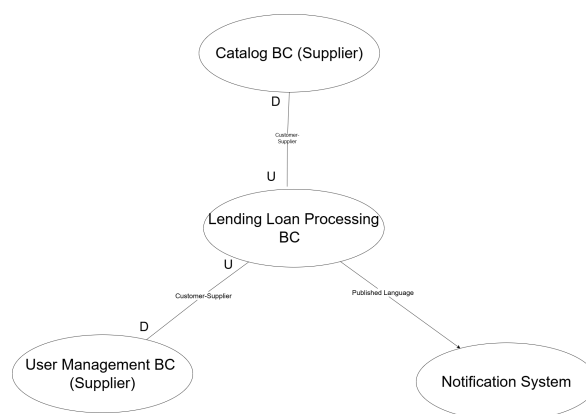 Catalog BC (Supplier)
D
Customer-
Supplier
U
Lending Loan Processing
BC
U
Customer-Supplier
Published Language
D
User Management BC
(Supplier)
Notification System